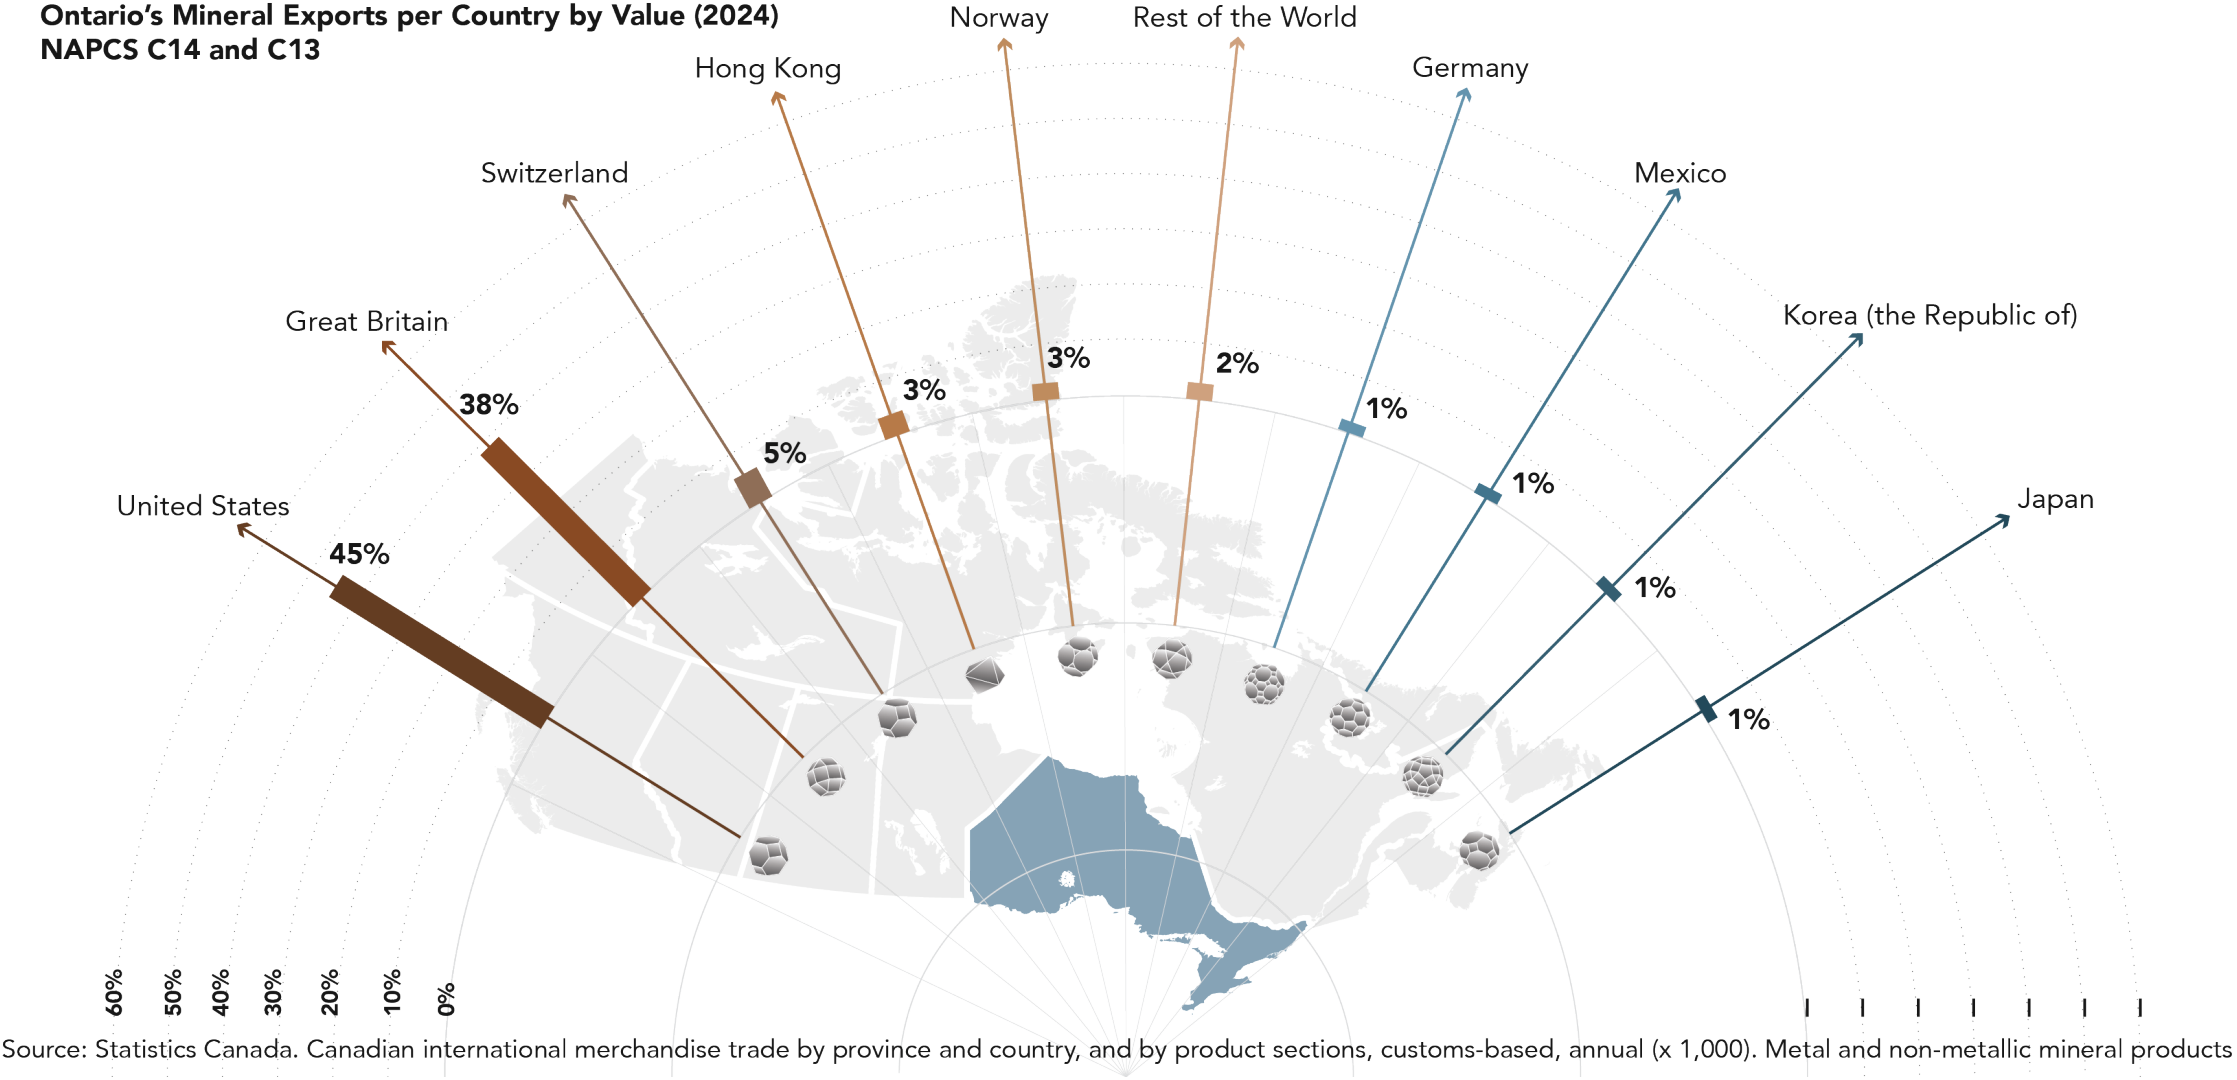 Ontario’s Mineral Exports per Country by Value (2024)
NAPCS C14 and C13
Norway
Rest of the World
Hong Kong
Germany
Switzerland
Mexico
Great Britain
Korea (the Republic of)
United States
Japan
45%
38%
5%
3%
3%
2%
1%
1%
1%
1%
60%
50%
40%
30%
20%
10%
0%
Source: Statistics Canada. Canadian international merchandise trade by province and country, and by product sections, customs-based, annual (x 1,000). Metal and non-metallic mineral products